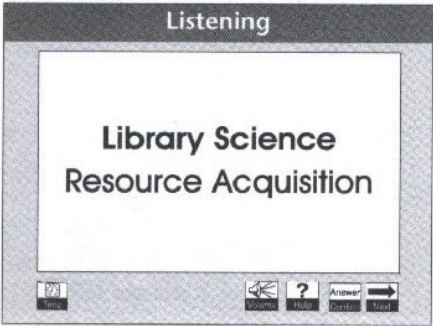 Listening
Library Science
Resource Acquisition
Time
Volume
Help
Answer
Confirm
Next